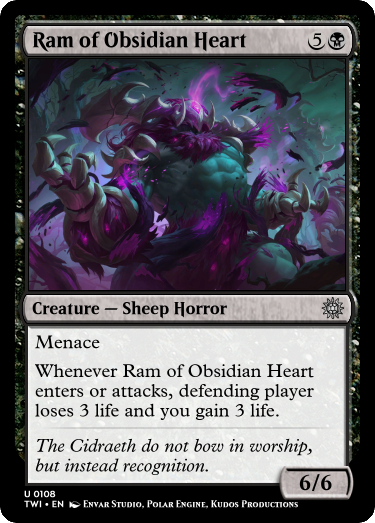 Ram of Obsidian Heart 5
Creature — Sheep Horror
Menace
Whenever Ram of Obsidian Heart
enters or attacks, defending player
loses 3 life and you gain 3 life.
The Cidraeth do not bow in worship,
but instead recognition.
6/6
U 0108
TWI • EN ENVAR STUDIO, POLAR ENGINE, KUDOS PRODUCTIONS